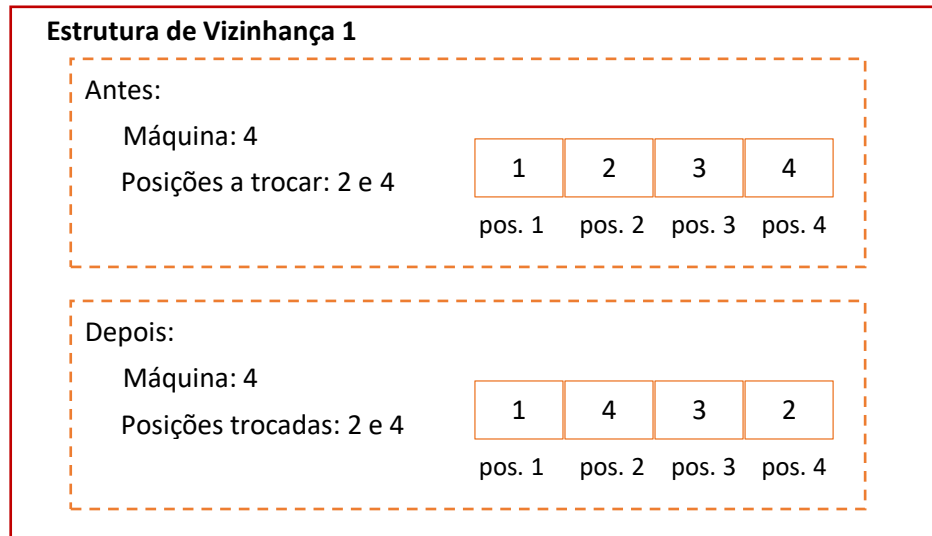 Estrutura de Vizinhança 1
Antes:
Máquina: 4
Posições a trocar: 2 e 4
1 2 3 4
pos. 1 pos. 2 pos. 3 pos. 4
Depois:
Máquina: 4
Posições trocadas: 2 e 4
1 4 3 2
pos. 1 pos. 2 pos. 3 pos. 4